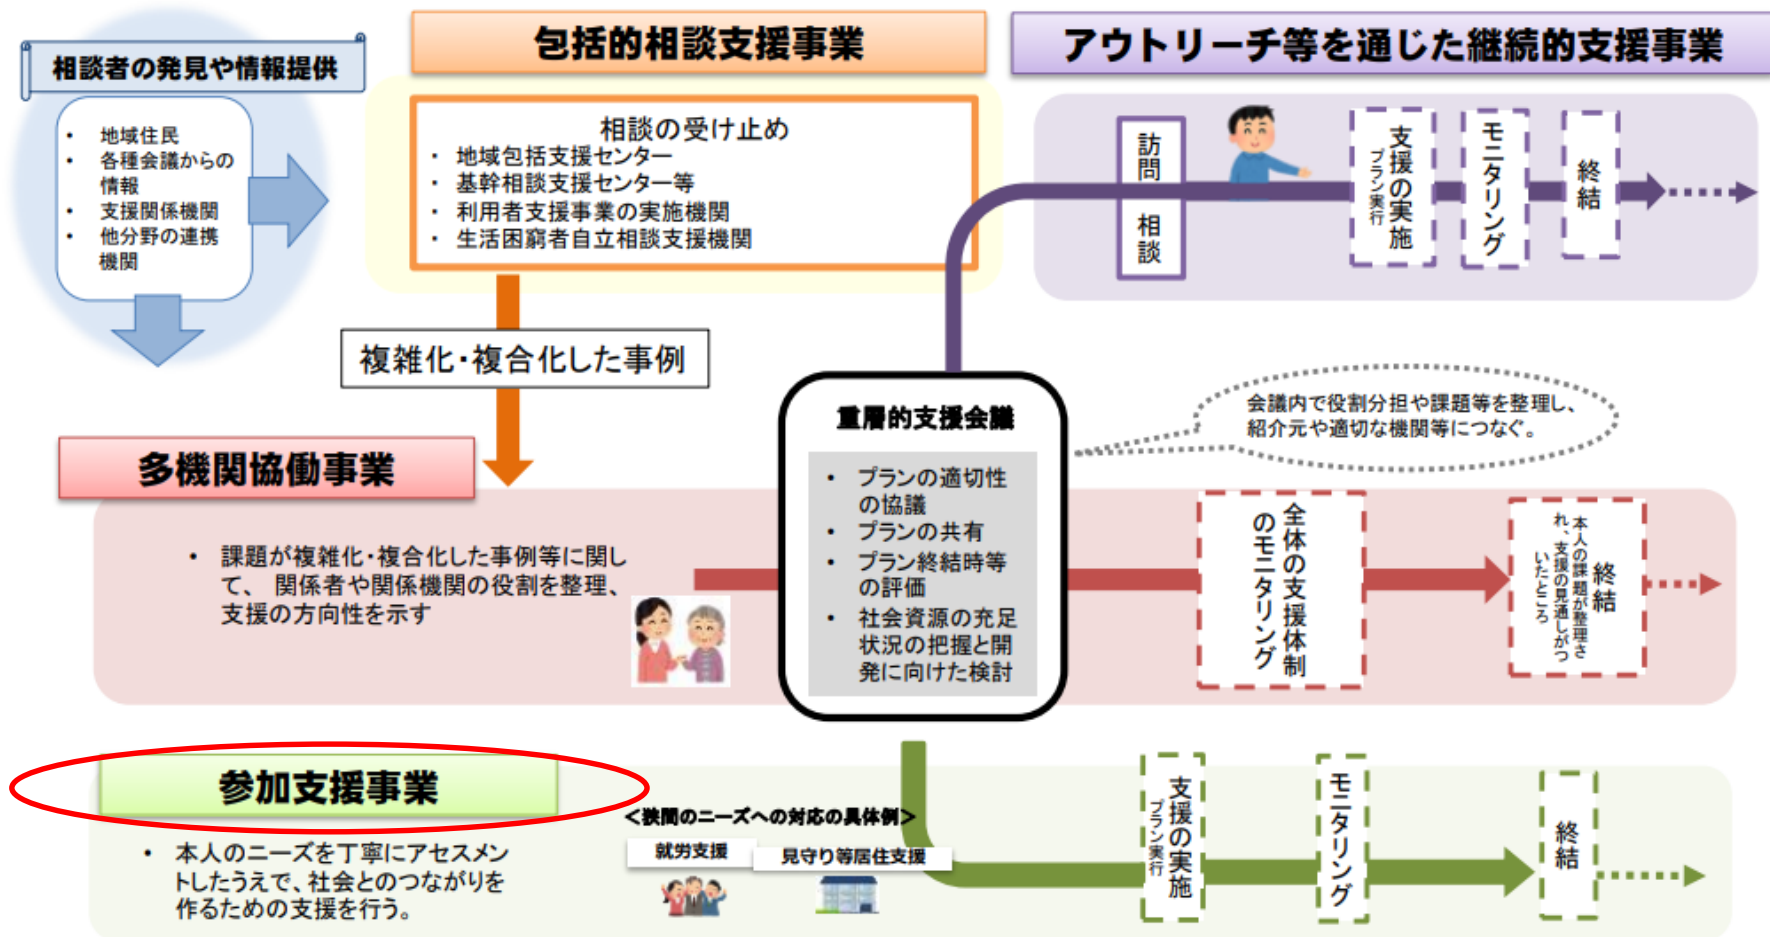 相談者の発見や情報提供
・ 地域住民
・ 各種会議からの
情報
・ 支援関係機関
・ 他分野の連携
機関
包括的相談支援事業
相談の受け止め
・ 地域包括支援センター
・ 基幹相談支援センター等
・ 利用者支援事業の実施機関
・ 生活困窮者自立相談支援機関
アウトリーチ等を通じた継続的支援事業
訪問
相談
支援の実施
プラン実行
モニタリング
終結
複雑化・複合化した事例
会議内で役割分担や課題等を整理し、
紹介元や適切な機関等につなぐ。
多機関協働事業
・ 課題が複雑化・複合化した事例等に関し
て、 関係者や関係機関の役割を整理、
支援の方向性を示す
重層的支援会議
・ プランの適切性
の協議
・ プランの共有
・ プラン終結時等
の評価
・ 社会資源の充足
状況の把握と開
発に向けた検討
全体の支援体制
のモニタリング
終結
本人の課題が整理さ
れ、支援の見通しがつ
いたところ
参加支援事業
・ 本人のニーズを丁寧にアセスメン
トしたうえで、社会とのつながりを
作るための支援を行う。
＜狭間のニーズへの対応の具体例＞
就労支援
見守り等居住支援
支援の実施
プラン実行
モニタリング
終結